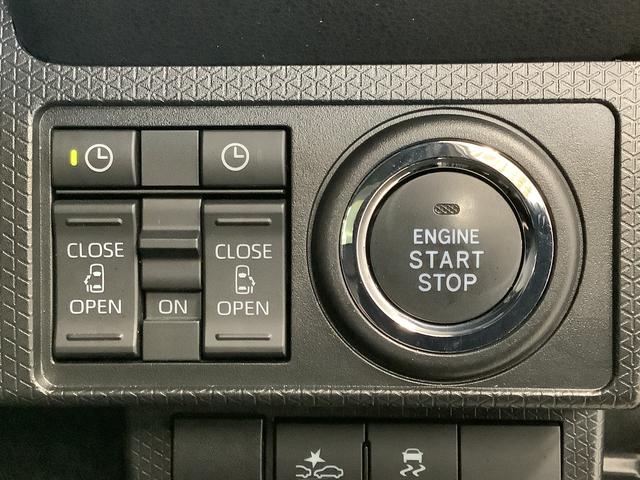 CLOSE
OPEN
ON
CLOSE
OPEN
ENGINE
START
STOP